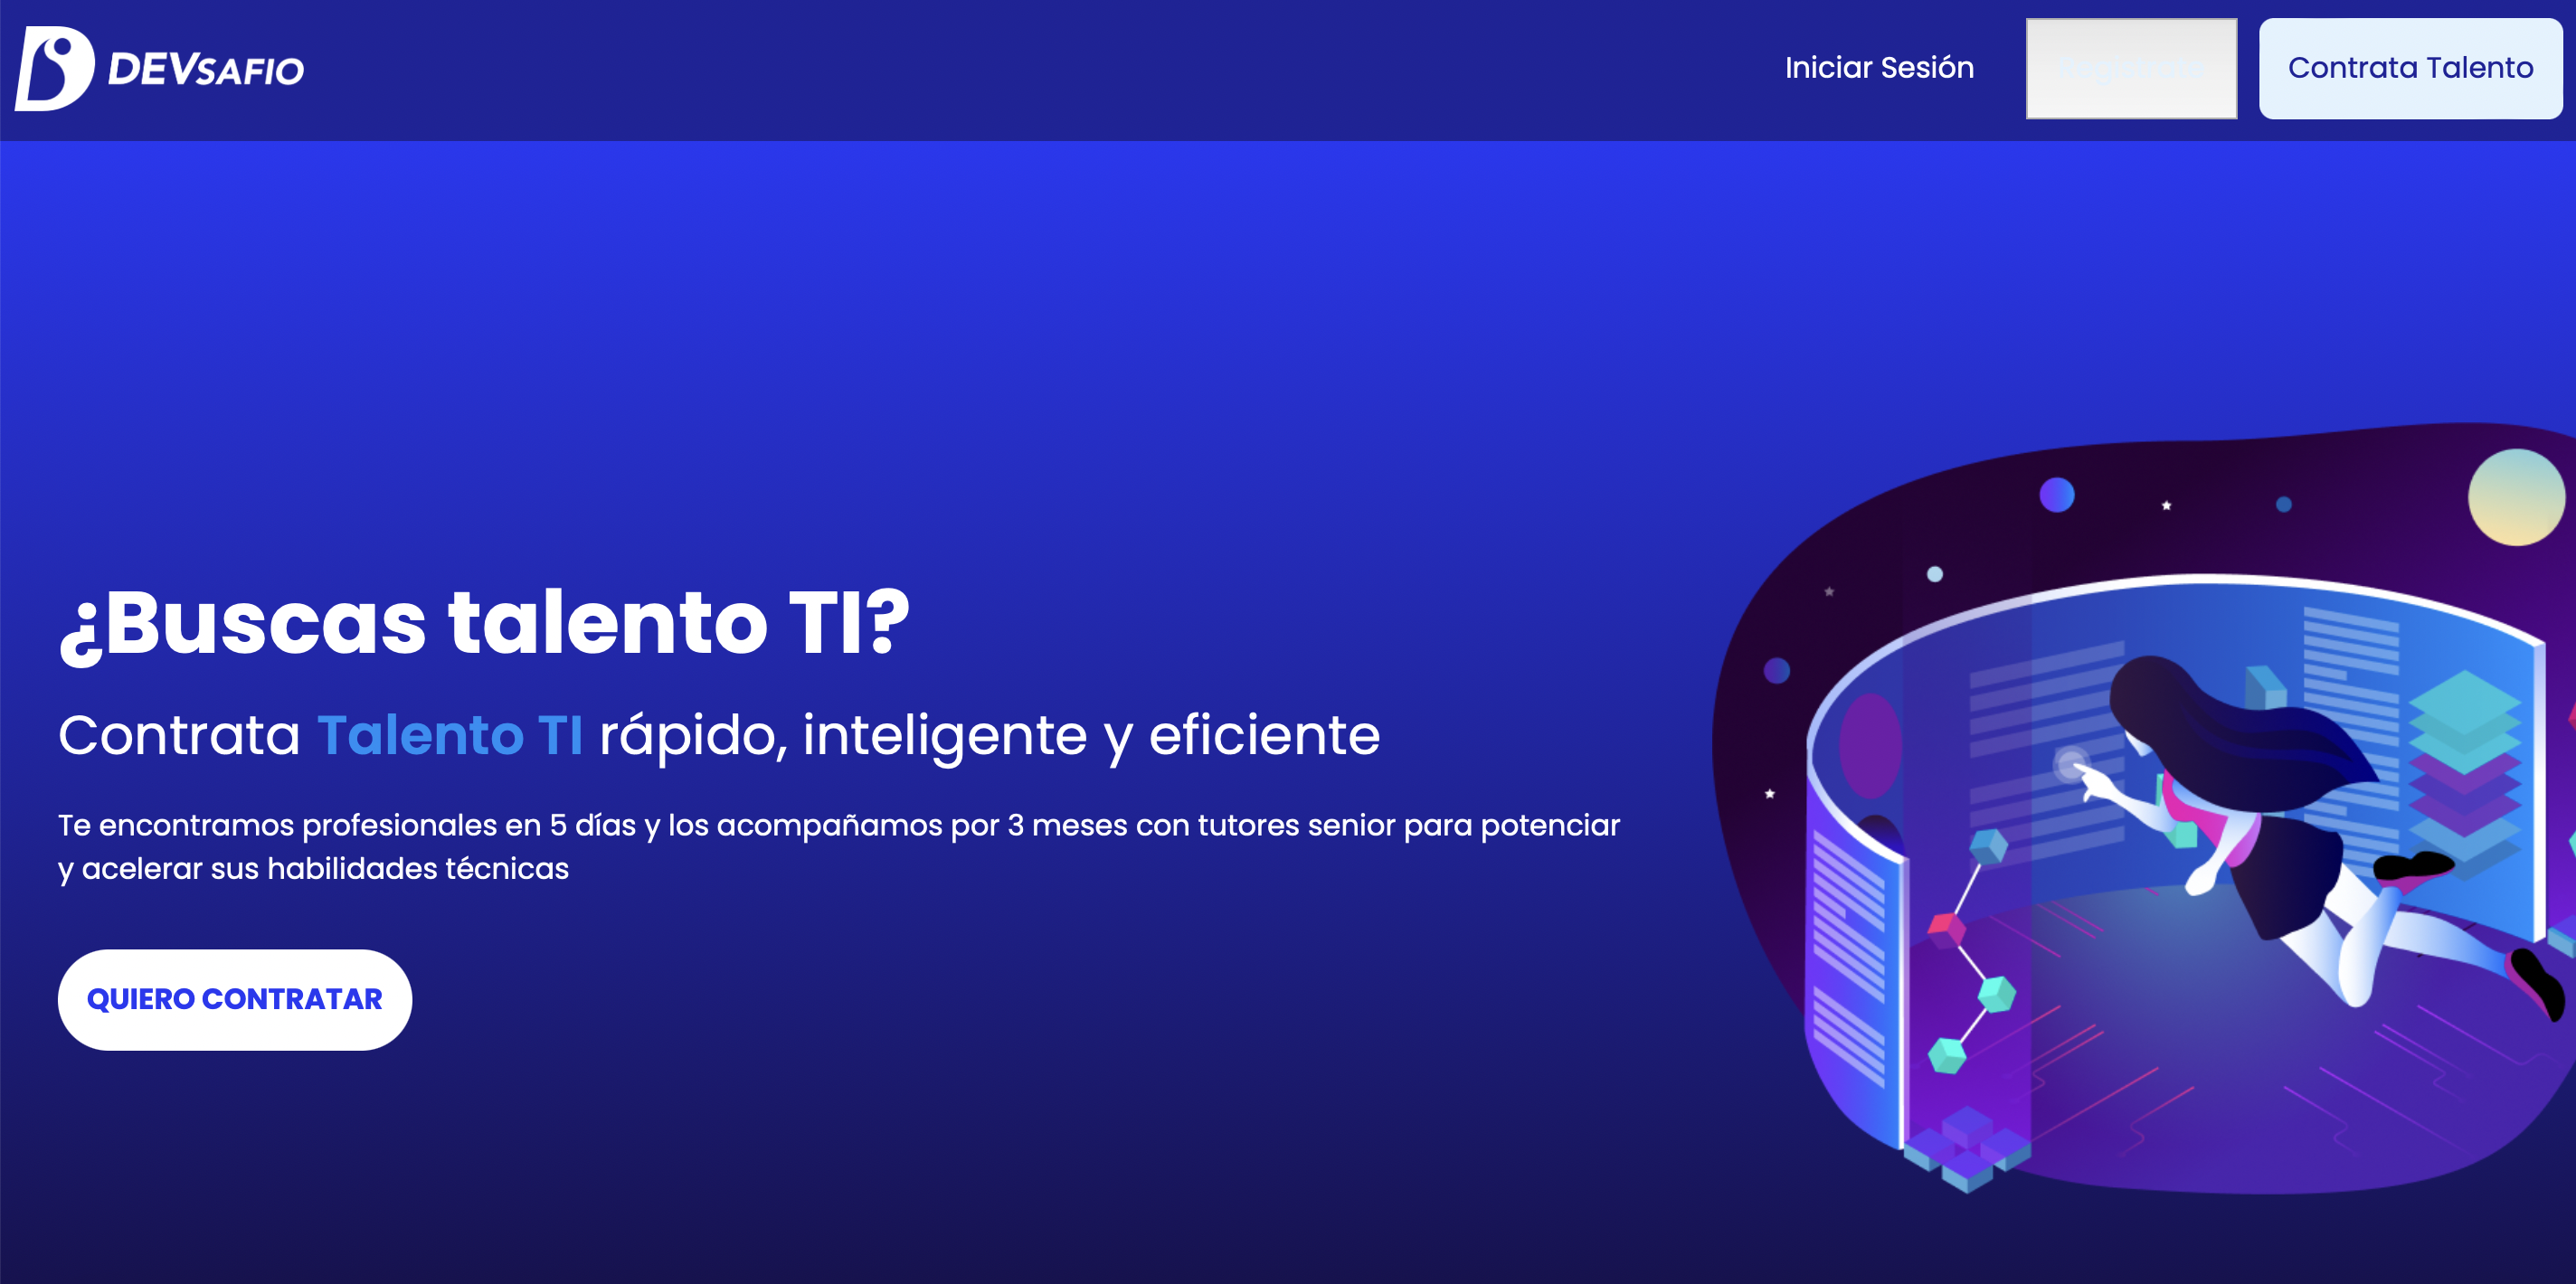 DEVSAFIO
Iniciar Sesión
Contrata Talento
¿Buscas talento TI?
Contrata Talento TI rápido, inteligente y eficiente
Te encontramos profesionales en 5 días y los acompañamos por 3 meses con tutores senior para potenciar
y acelerar sus habilidades técnicas
QUIERO CONTRATAR